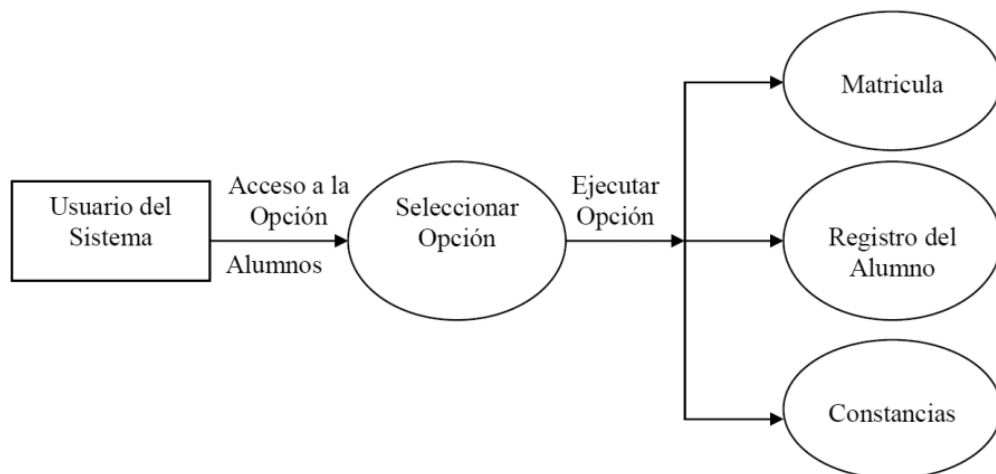 Usuario del
Sistema
Acceso a la
Opción
Alumnos
Seleccionar
Opción
Ejecutar
Opción
Matricula
Registro del
Alumno
Constancias